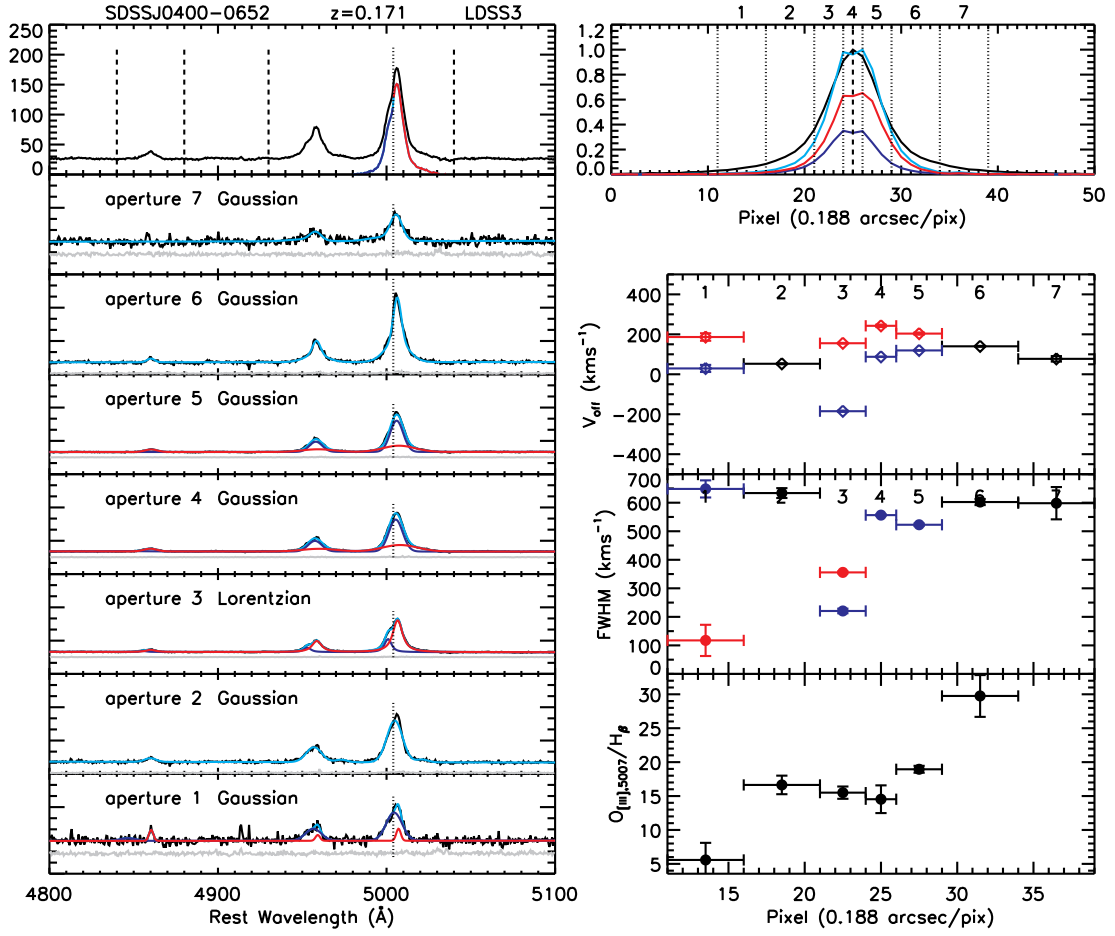 SDSSJ0400-0652 z=0.171 LDSS3
250
200
150
100
50
0
aperture 7 Gaussian
aperture 6 Gaussian
aperture 5 Gaussian
aperture 4 Gaussian
aperture 3 Lorentzian
aperture 2 Gaussian
aperture 1 Gaussian
4800 4900 5000 5100
Rest Wavelength (Å)
1 2 3 4 5 6 7
1.2
1.0
0.8
0.6
0.4
0.2
0.0
0 10 20 30 40 50
Pixel (0.188 arcsec/pix)
1 2 3 4 5 6 7
400
200
0
-200
-400
V_off (kms⁻¹)
1 2 3 4 5 6 7
700
600
500
400
300
200
100
0
FWHM (kms⁻¹)
30
25
20
15
10
5
O_[III],5007/H_β
15 20 25 30 35
Pixel (0.188 arcsec/pix)